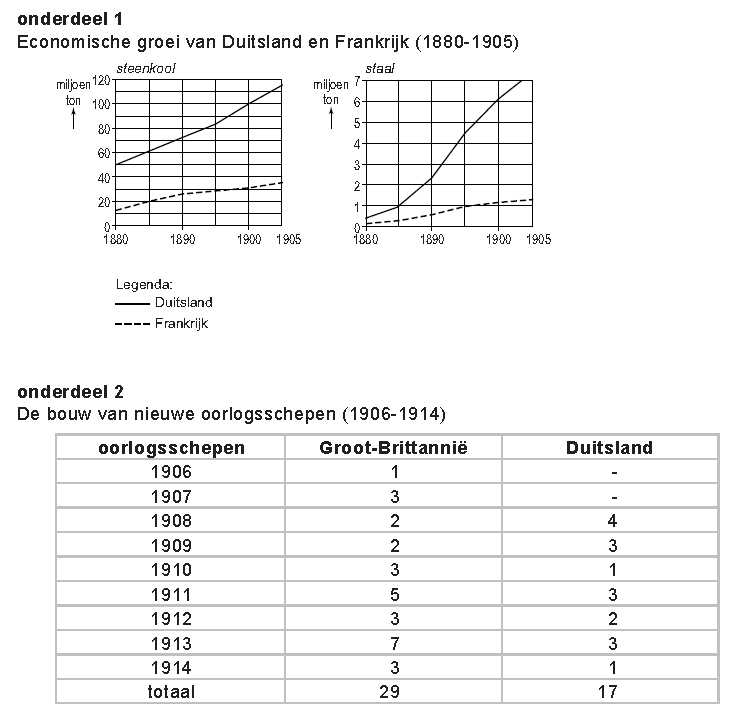 onderdeel 1
Economische groei van Duitsland en Frankrijk (1880-1905)
steenkool
miljoen ton
120
100
80
60
40
20
0
1880 1890 1900 1905
staal
miljoen ton
7
6
5
4
3
2
1
0
1880 1890 1900 1905
Legenda:
Duitsland
Frankrijk
onderdeel 2
De bouw van nieuwe oorlogsschepen (1906-1914)
oorlogsschepen Groot-Brittannië Duitsland
1906 1 -
1907 3 -
1908 2 4
1909 2 3
1910 3 1
1911 5 3
1912 3 2
1913 7 3
1914 3 1
totaal 29 17